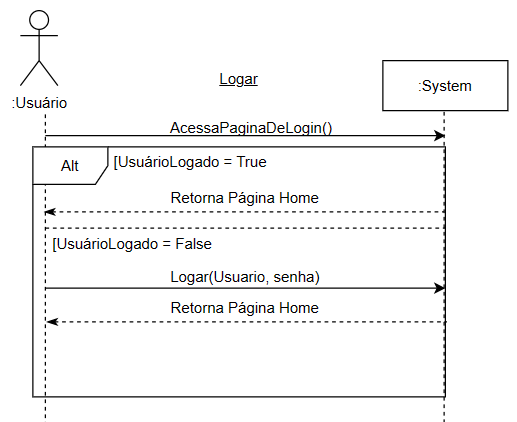 Logar
:Usuário
:System
AcessaPaginaDeLogin()
Alt
[UsuárioLogado = True
Retorna Página Home
[UsuárioLogado = False
Logar(Usuario, senha)
Retorna Página Home